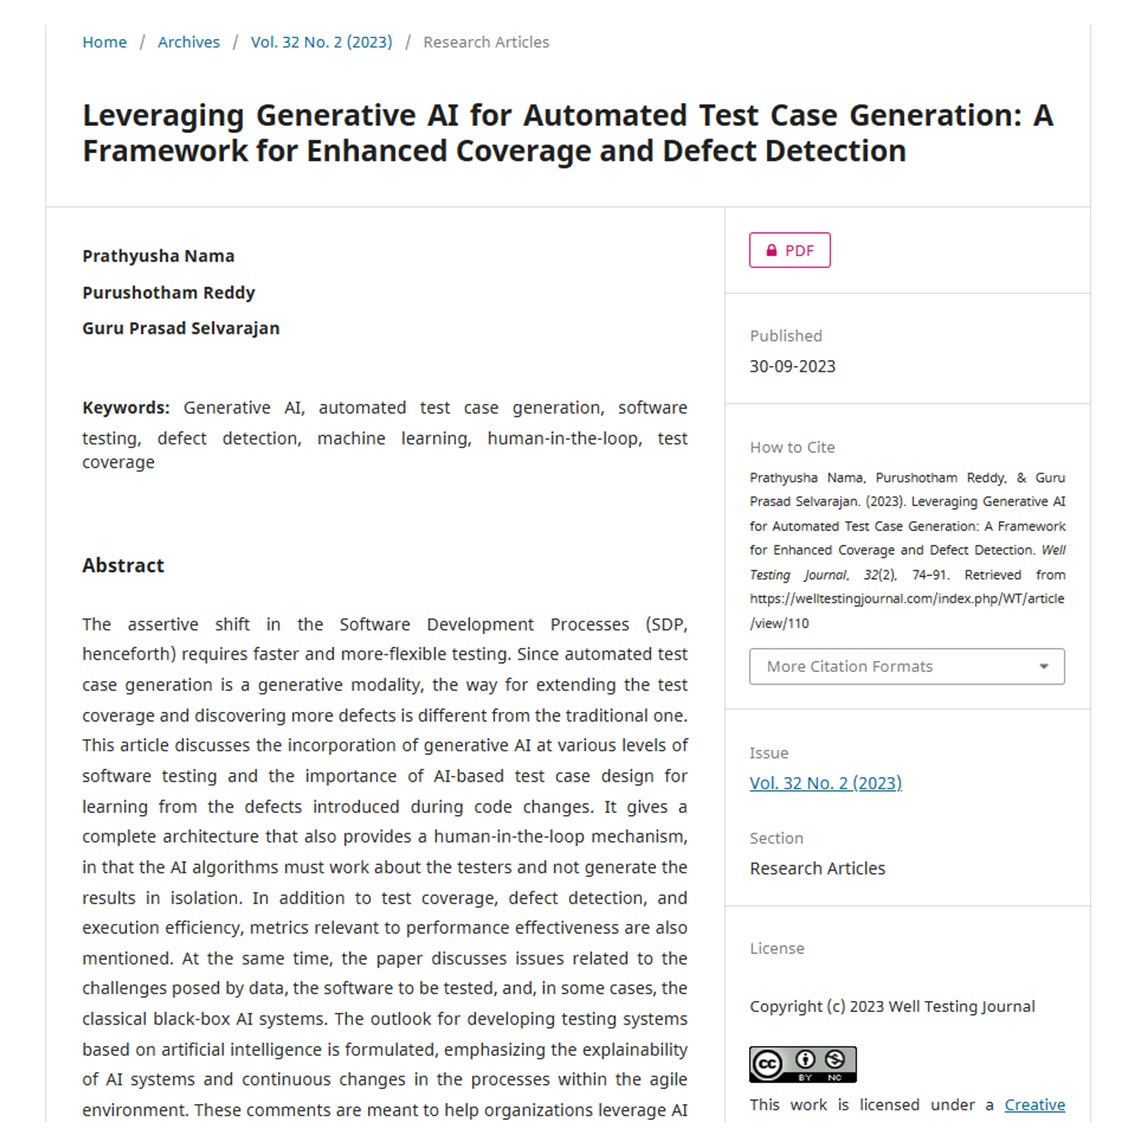 Home / Archives / Vol. 32 No. 2 (2023) / Research Articles
Leveraging Generative AI for Automated Test Case Generation: A
Framework for Enhanced Coverage and Defect Detection
Prathyusha Nama
Purushotham Reddy
Guru Prasad Selvarajan
Keywords: Generative AI, automated test case generation, software
testing, defect detection, machine learning, human-in-the-loop, test
coverage
Abstract
The assertive shift in the Software Development Processes (SDP,
henceforth) requires faster and more-flexible testing. Since automated test
case generation is a generative modality, the way for extending the test
coverage and discovering more defects is different from the traditional one.
This article discusses the incorporation of generative AI at various levels of
software testing and the importance of AI-based test case design for
learning from the defects introduced during code changes. It gives a
complete architecture that also provides a human-in-the-loop mechanism,
in that the AI algorithms must work about the testers and not generate the
results in isolation. In addition to test coverage, defect detection, and
execution efficiency, metrics relevant to performance effectiveness are also
mentioned. At the same time, the paper discusses issues related to the
challenges posed by data, the software to be tested, and, in some cases, the
classical black-box AI systems. The outlook for developing testing systems
based on artificial intelligence is formulated, emphasizing the explainability
of AI systems and continuous changes in the processes within the agile
environment. These comments are meant to help organizations leverage AI
PDF
Published
30-09-2023
How to Cite
Prathyusha Nama, Purushotham Reddy, & Guru
Prasad Selvarajan. (2023). Leveraging Generative AI
for Automated Test Case Generation: A Framework
for Enhanced Coverage and Defect Detection. Well
Testing Journal, 32(2), 74–91. Retrieved from
https://welltestingjournal.com/index.php/WT/article
/view/110
More Citation Formats
Issue
Vol. 32 No. 2 (2023)
Section
Research Articles
License
Copyright (c) 2023 Well Testing Journal
cc BY NC
This work is licensed under a Creative